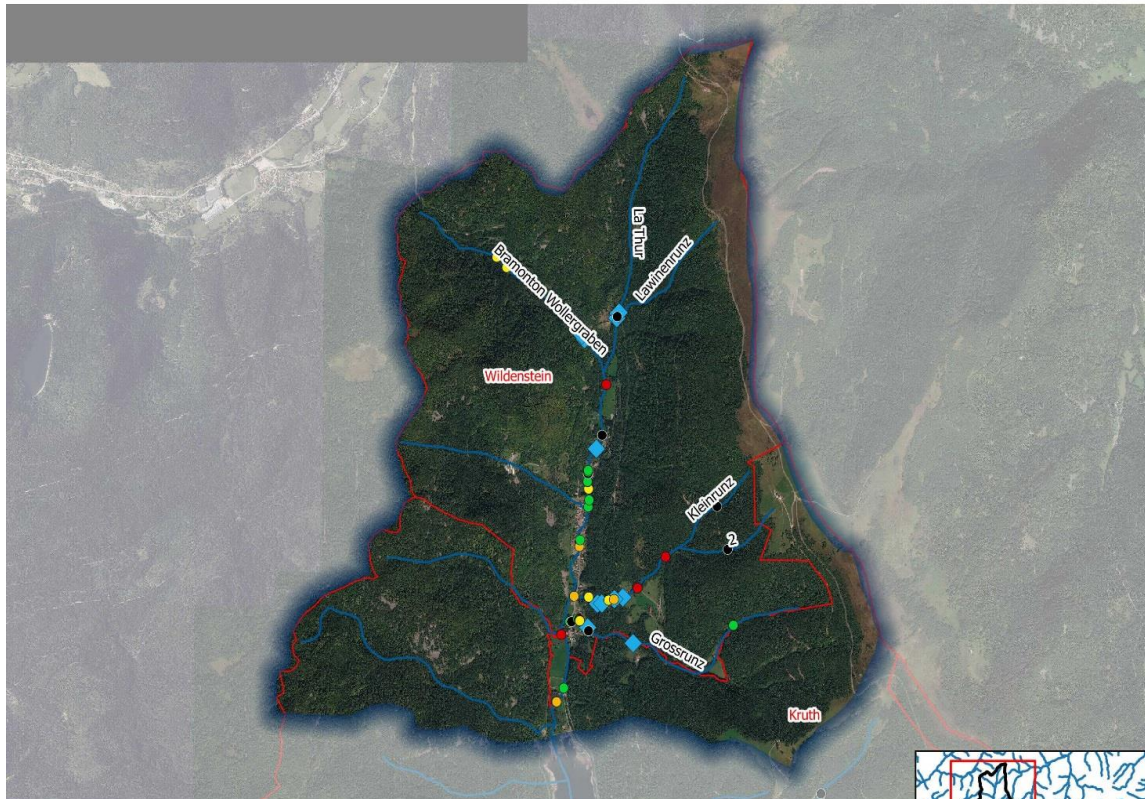 La Thur
Lawinenrunz
Bramonton Wollergraben
Wildenstein
Kleinrunz
2
Grossrunz
Kruth